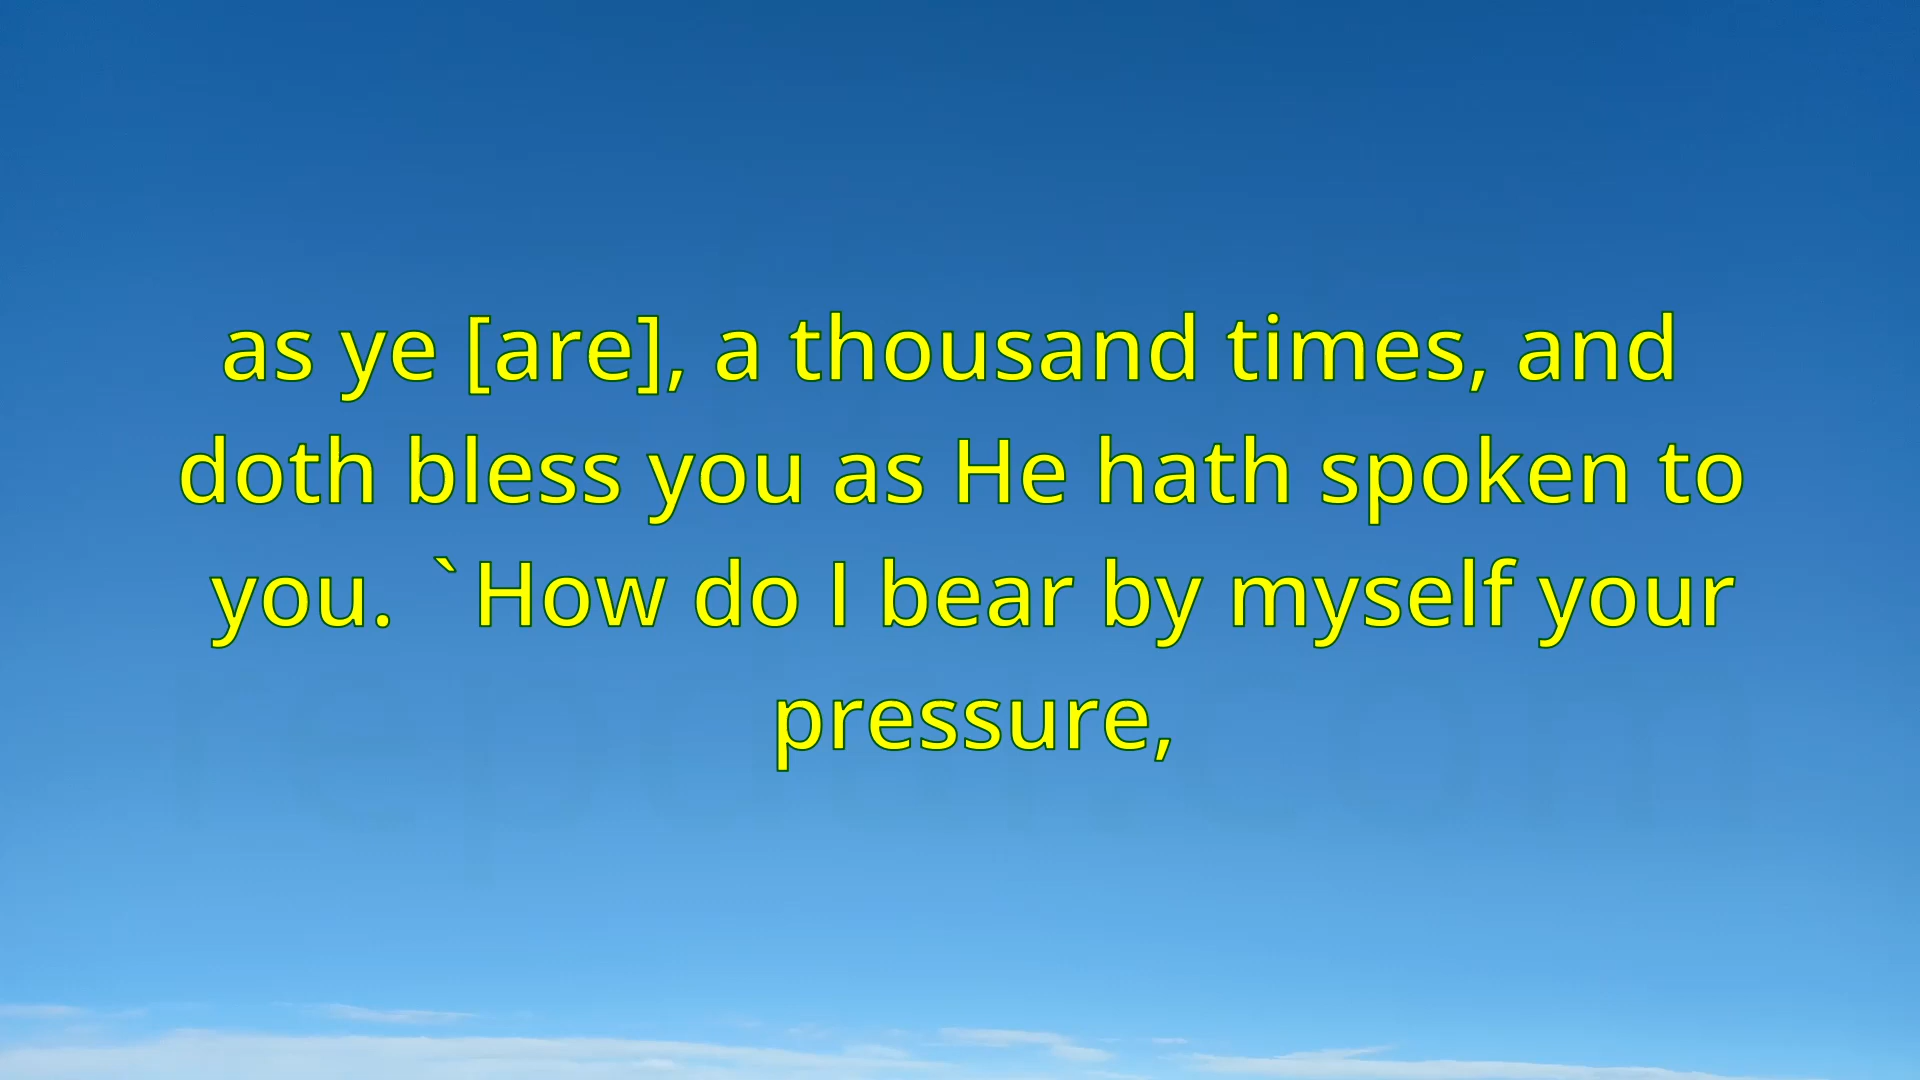 as ye [are], a thousand times, and
doth bless you as He hath spoken to
you. `How do I bear by myself your
pressure,